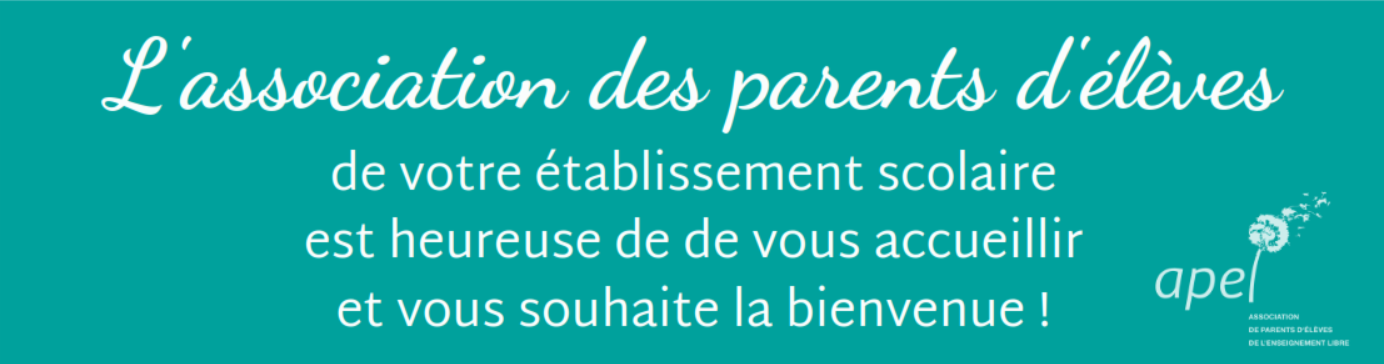 L'association des parents d'élèves
de votre établissement scolaire
est heureuse de de vous accueillir
et vous souhaite la bienvenue !
apel
ASSOCIATION
DE PARENTS D'ÉLÈVES
DE L'ENSEIGNEMENT LIBRE